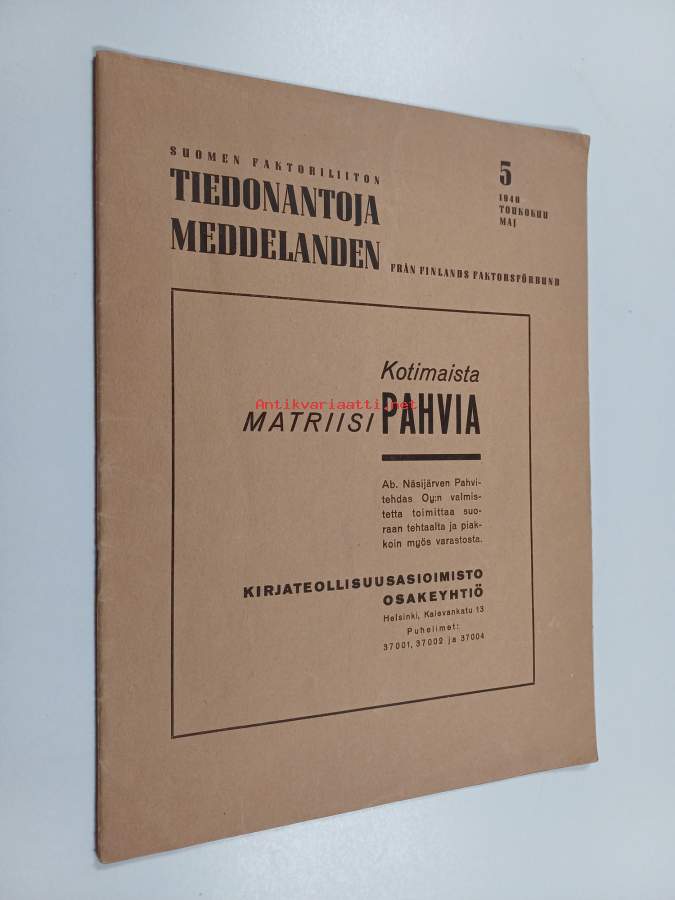 SUOMEN FAKTORILIITON
TIEDONANTOJA
MEDDELANDEN
FRÅN FINLANDS FAKTORSFÖRBUND
5
1940
TOUKOKUU
MAJ
Kotimaista
MATRIISI PAHVIA
Antikvariaatti.net
Ab. Näsijärven Pahvi-
tehdas Oy:n valmis-
tetta toimittaa suo-
raan tehtaalta ja piak-
koin myös varastosta.
KIRJATEOLLISUUSASIOIMISTO
OSAKEYHTIÖ
Helsinki, Kalevankatu 13
Puhelimet:
37001, 37002 ja 37004